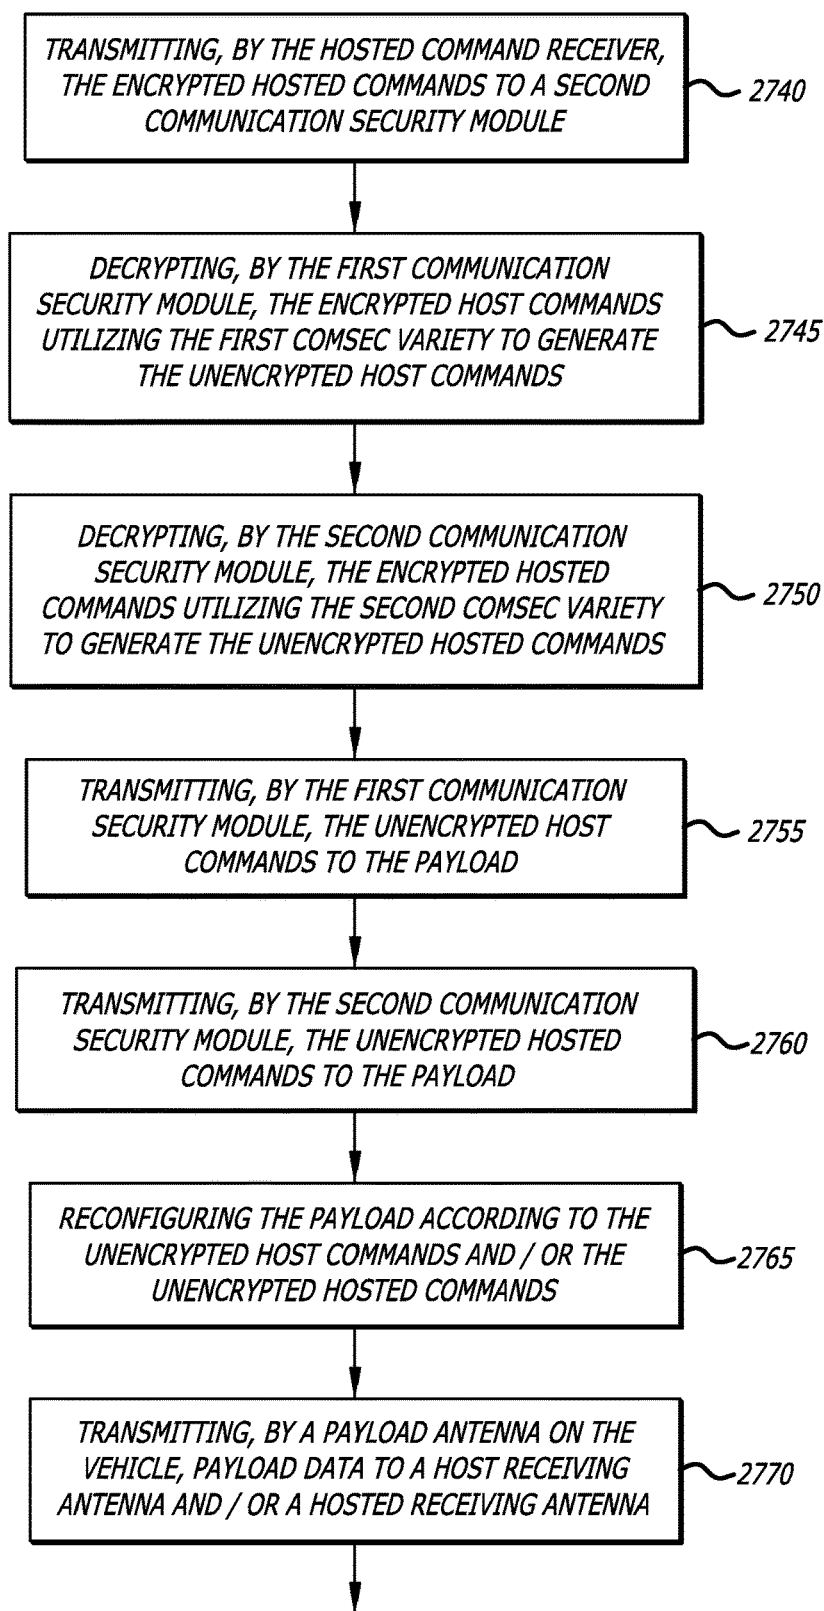 TRANSMITTING, BY THE HOSTED COMMAND RECEIVER,
THE ENCRYPTED HOSTED COMMANDS TO A SECOND
COMMUNICATION SECURITY MODULE
2740
DECRYPTING, BY THE FIRST COMMUNICATION
SECURITY MODULE, THE ENCRYPTED HOST COMMANDS
UTILIZING THE FIRST COMSEC VARIETY TO GENERATE
THE UNENCRYPTED HOST COMMANDS
2745
DECRYPTING, BY THE SECOND COMMUNICATION
SECURITY MODULE, THE ENCRYPTED HOSTED
COMMANDS UTILIZING THE SECOND COMSEC VARIETY
TO GENERATE THE UNENCRYPTED HOSTED COMMANDS
2750
TRANSMITTING, BY THE FIRST COMMUNICATION
SECURITY MODULE, THE UNENCRYPTED HOST
COMMANDS TO THE PAYLOAD
2755
TRANSMITTING, BY THE SECOND COMMUNICATION
SECURITY MODULE, THE UNENCRYPTED HOSTED
COMMANDS TO THE PAYLOAD
2760
RECONFIGURING THE PAYLOAD ACCORDING TO THE
UNENCRYPTED HOST COMMANDS AND / OR THE
UNENCRYPTED HOSTED COMMANDS
2765
TRANSMITTING, BY A PAYLOAD ANTENNA ON THE
VEHICLE, PAYLOAD DATA TO A HOST RECEIVING
ANTENNA AND / OR A HOSTED RECEIVING ANTENNA
2770